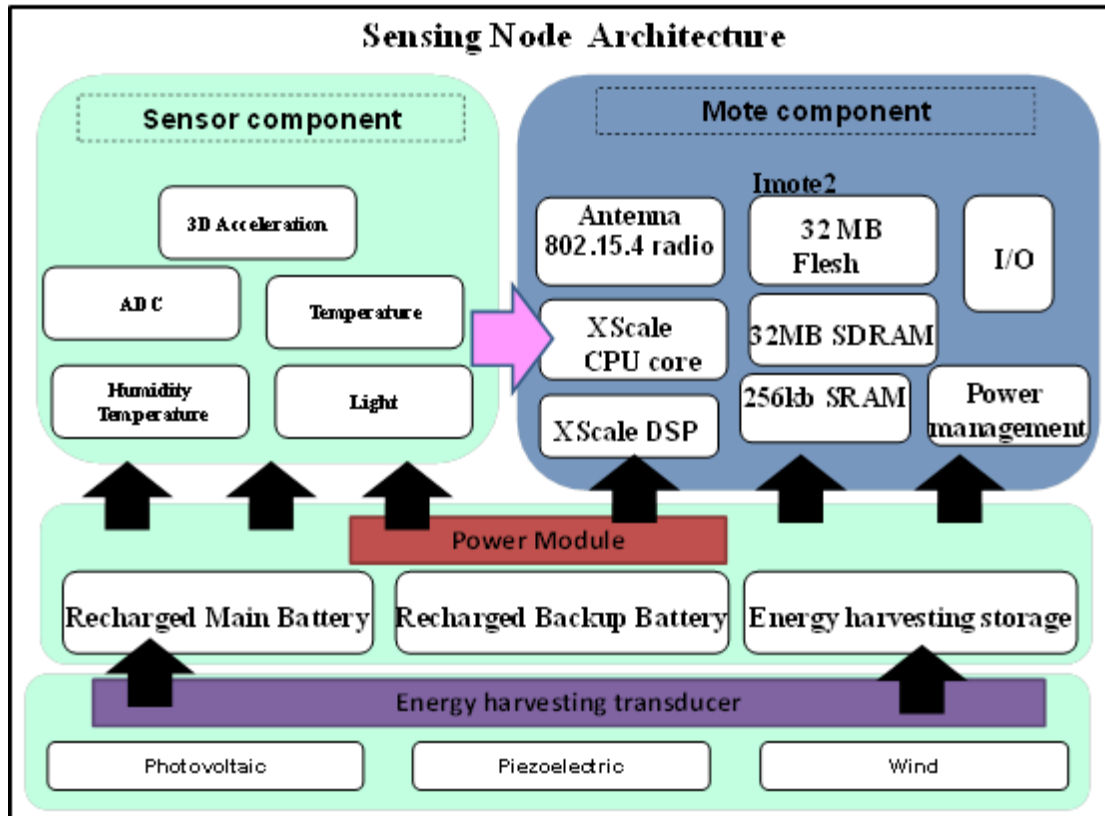 Sensing Node Architecture
Sensor component
Mote component
3D Acceleration
ADC
Temperature
Humidity
Temperature
Light
Imote2
Antenna
802.15.4 radio
32 MB
Flesh
I/O
XScale
CPU core
32MB SDRAM
XScale DSP
256kb SRAM
Power
management
Power Module
Recharged Main Battery
Recharged Backup Battery
Energy harvesting storage
Energy harvesting transducer
Photovoltaic
Piezoelectric
Wind